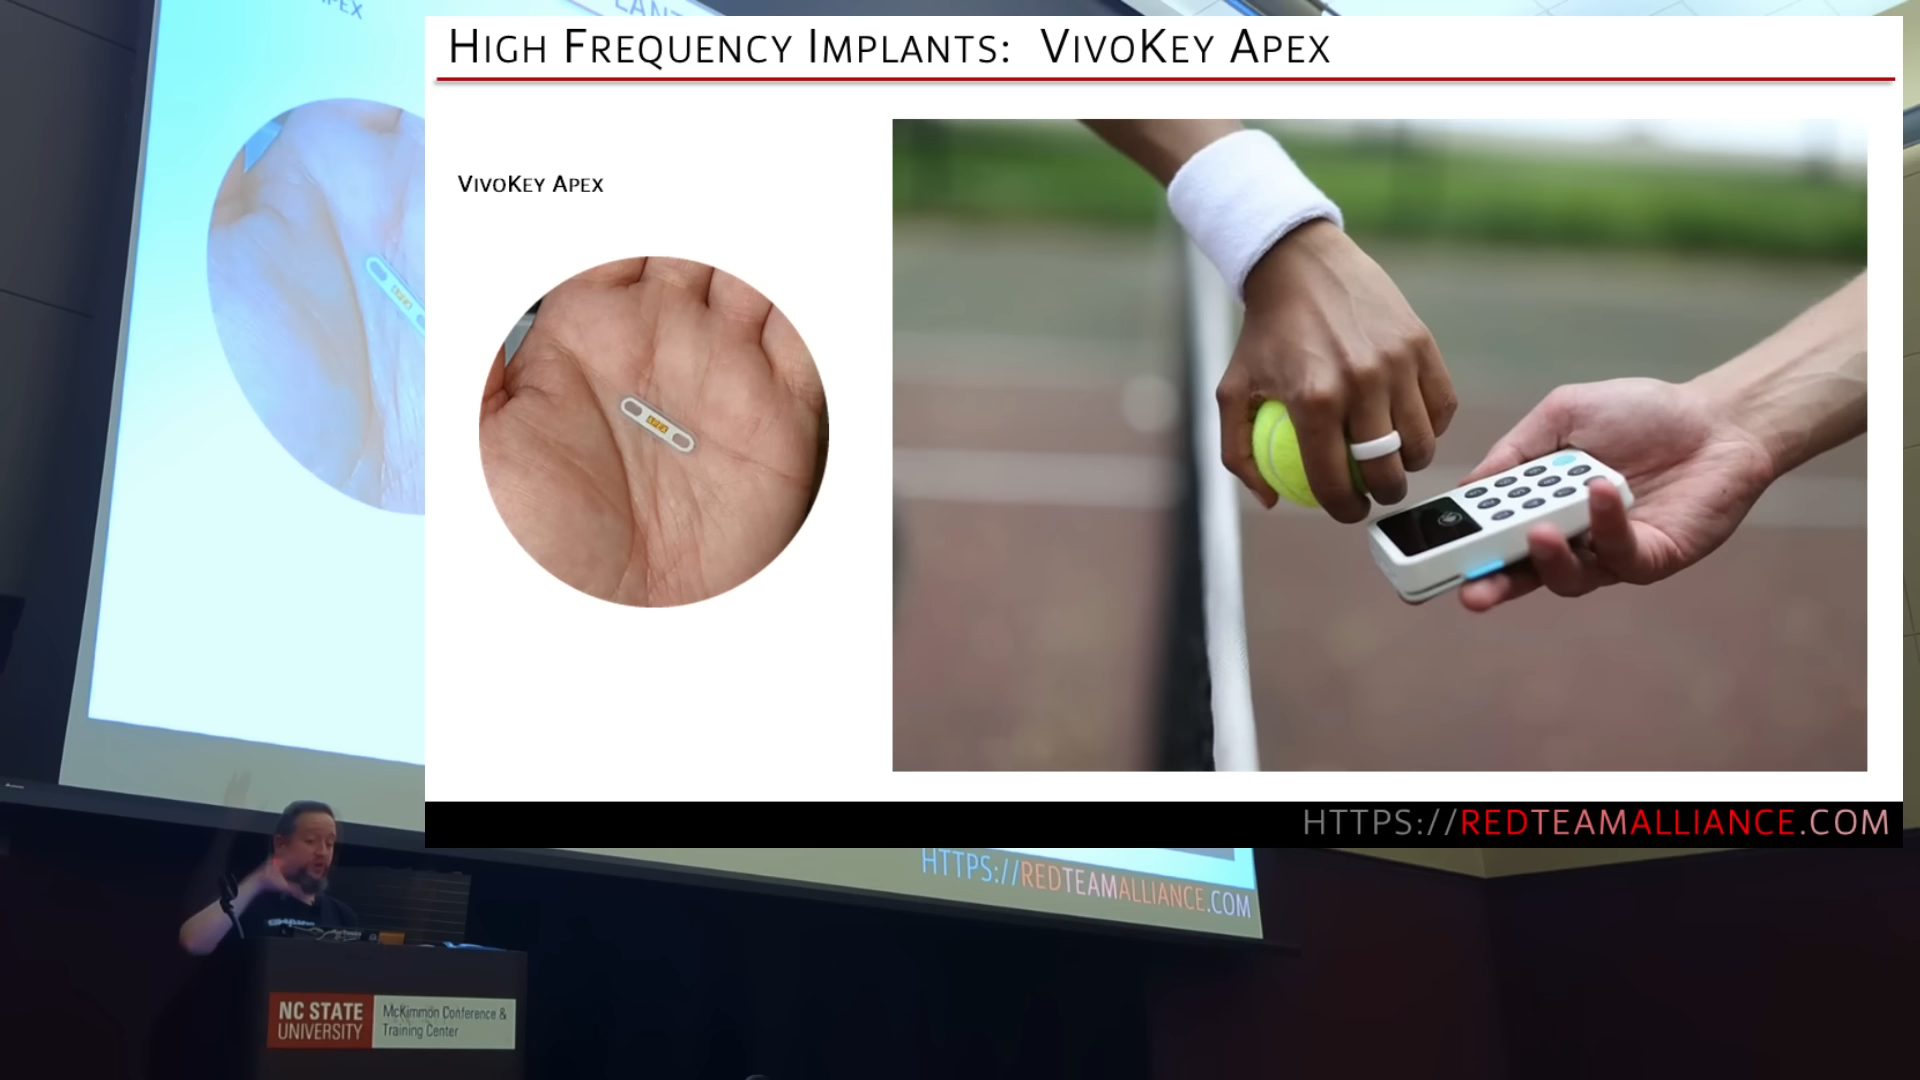 HIGH FREQUENCY IMPLANTS: VIVOKEY APEX
VIVOKEY APEX
APEX
HTTPS://REDTEAMALLIANCE.COM
HTTPS://REDTEAMALLIANCE.COM
NC STATE
UNIVERSITY
McKimmon Conference &
Training Center